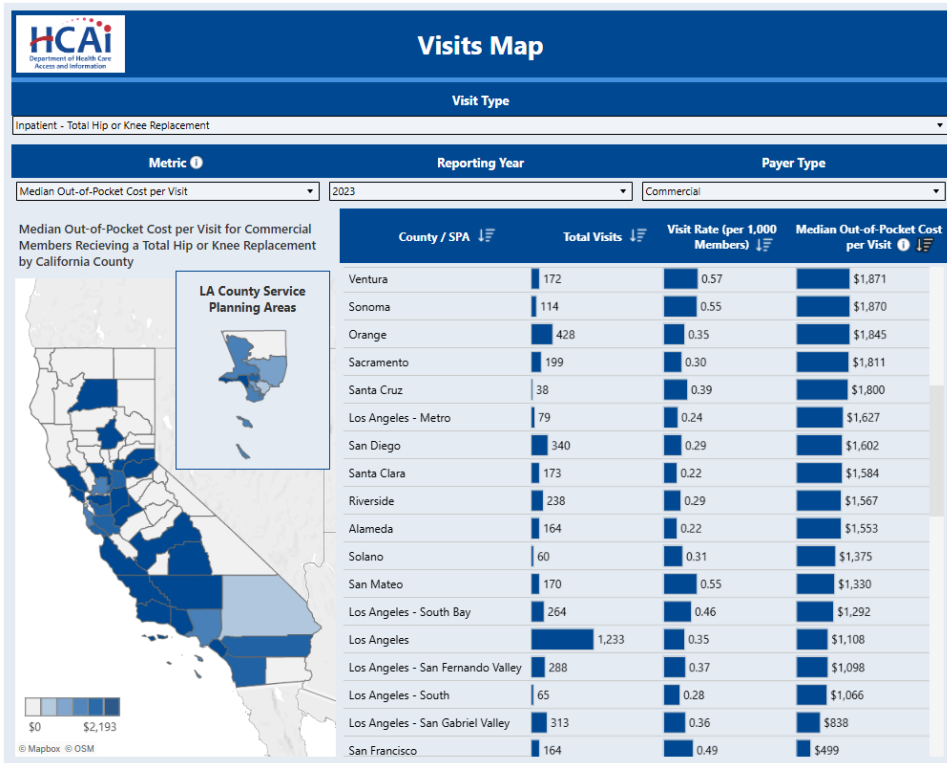 HCAi
Department of Health Care
Access and Information
Visits Map
Visit Type
Inpatient - Total Hip or Knee Replacement
Metric
Reporting Year
Payer Type
Median Out-of-Pocket Cost per Visit
2023
Commercial
Median Out-of-Pocket Cost per Visit for Commercial
Members Recieving a Total Hip or Knee Replacement
by California County
LA County Service
Planning Areas
$0 $2,193
© Mapbox © OSM
County / SPA Total Visits Visit Rate (per 1,000 Members) Median Out-of-Pocket Cost per Visit
Ventura 172 0.57 $1,871
Sonoma 114 0.55 $1,870
Orange 428 0.35 $1,845
Sacramento 199 0.30 $1,811
Santa Cruz 38 0.39 $1,800
Los Angeles - Metro 79 0.24 $1,627
San Diego 340 0.29 $1,602
Santa Clara 173 0.22 $1,584
Riverside 238 0.29 $1,567
Alameda 164 0.22 $1,553
Solano 60 0.31 $1,375
San Mateo 170 0.55 $1,330
Los Angeles - South Bay 264 0.46 $1,292
Los Angeles 1,233 0.35 $1,108
Los Angeles - San Fernando Valley 288 0.37 $1,098
Los Angeles - South 65 0.28 $1,066
Los Angeles - San Gabriel Valley 313 0.36 $838
San Francisco 164 0.49 $499